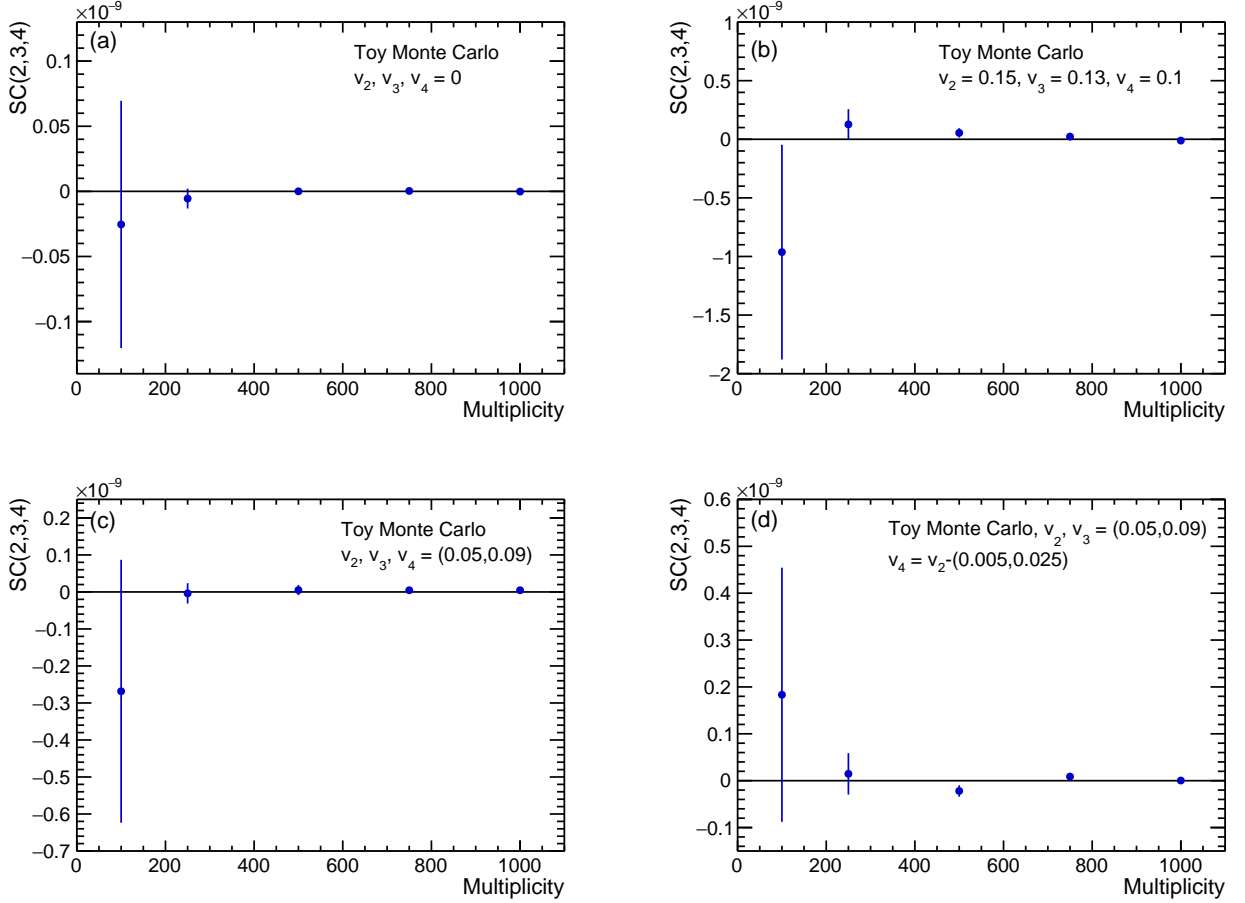 ×10⁻⁹
SC(2,3,4)
(a)
Toy Monte Carlo
v₂, v₃, v₄ = 0
0.1
0.05
0
−0.05
−0.1
0 200 400 600 800 1000
Multiplicity
×10⁻⁹
SC(2,3,4)
(b)
Toy Monte Carlo
v₂ = 0.15, v₃ = 0.13, v₄ = 0.1
1
0.5
0
−0.5
−1
−1.5
−2
0 200 400 600 800 1000
Multiplicity
×10⁻⁹
SC(2,3,4)
(c)
Toy Monte Carlo
v₂, v₃, v₄ = (0.05,0.09)
0.2
0.1
0
−0.1
−0.2
−0.3
−0.4
−0.5
−0.6
−0.7
0 200 400 600 800 1000
Multiplicity
×10⁻⁹
SC(2,3,4)
(d)
Toy Monte Carlo, v₂, v₃ = (0.05,0.09)
v₄ = v₂-(0.005,0.025)
0.6
0.5
0.4
0.3
0.2
0.1
0
−0.1
0 200 400 600 800 1000
Multiplicity